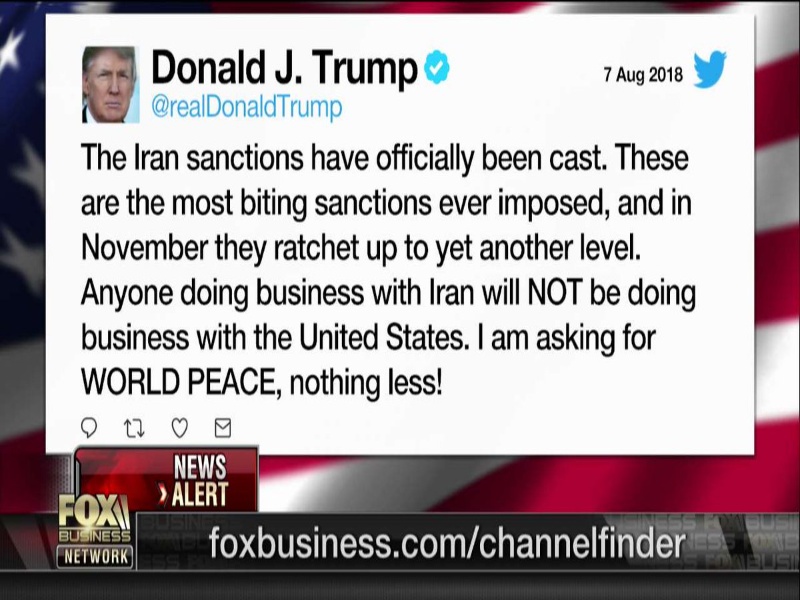 Donald J. Trump
7 Aug 2018
@realDonaldTrump
The Iran sanctions have officially been cast. These
are the most biting sanctions ever imposed, and in
November they ratchet up to yet another level.
Anyone doing business with Iran will NOT be doing
business with the United States. I am asking for
WORLD PEACE, nothing less!
NEWS
ALERT
FOX
BUSINESS
NETWORK
foxbusiness.com/channelfinder